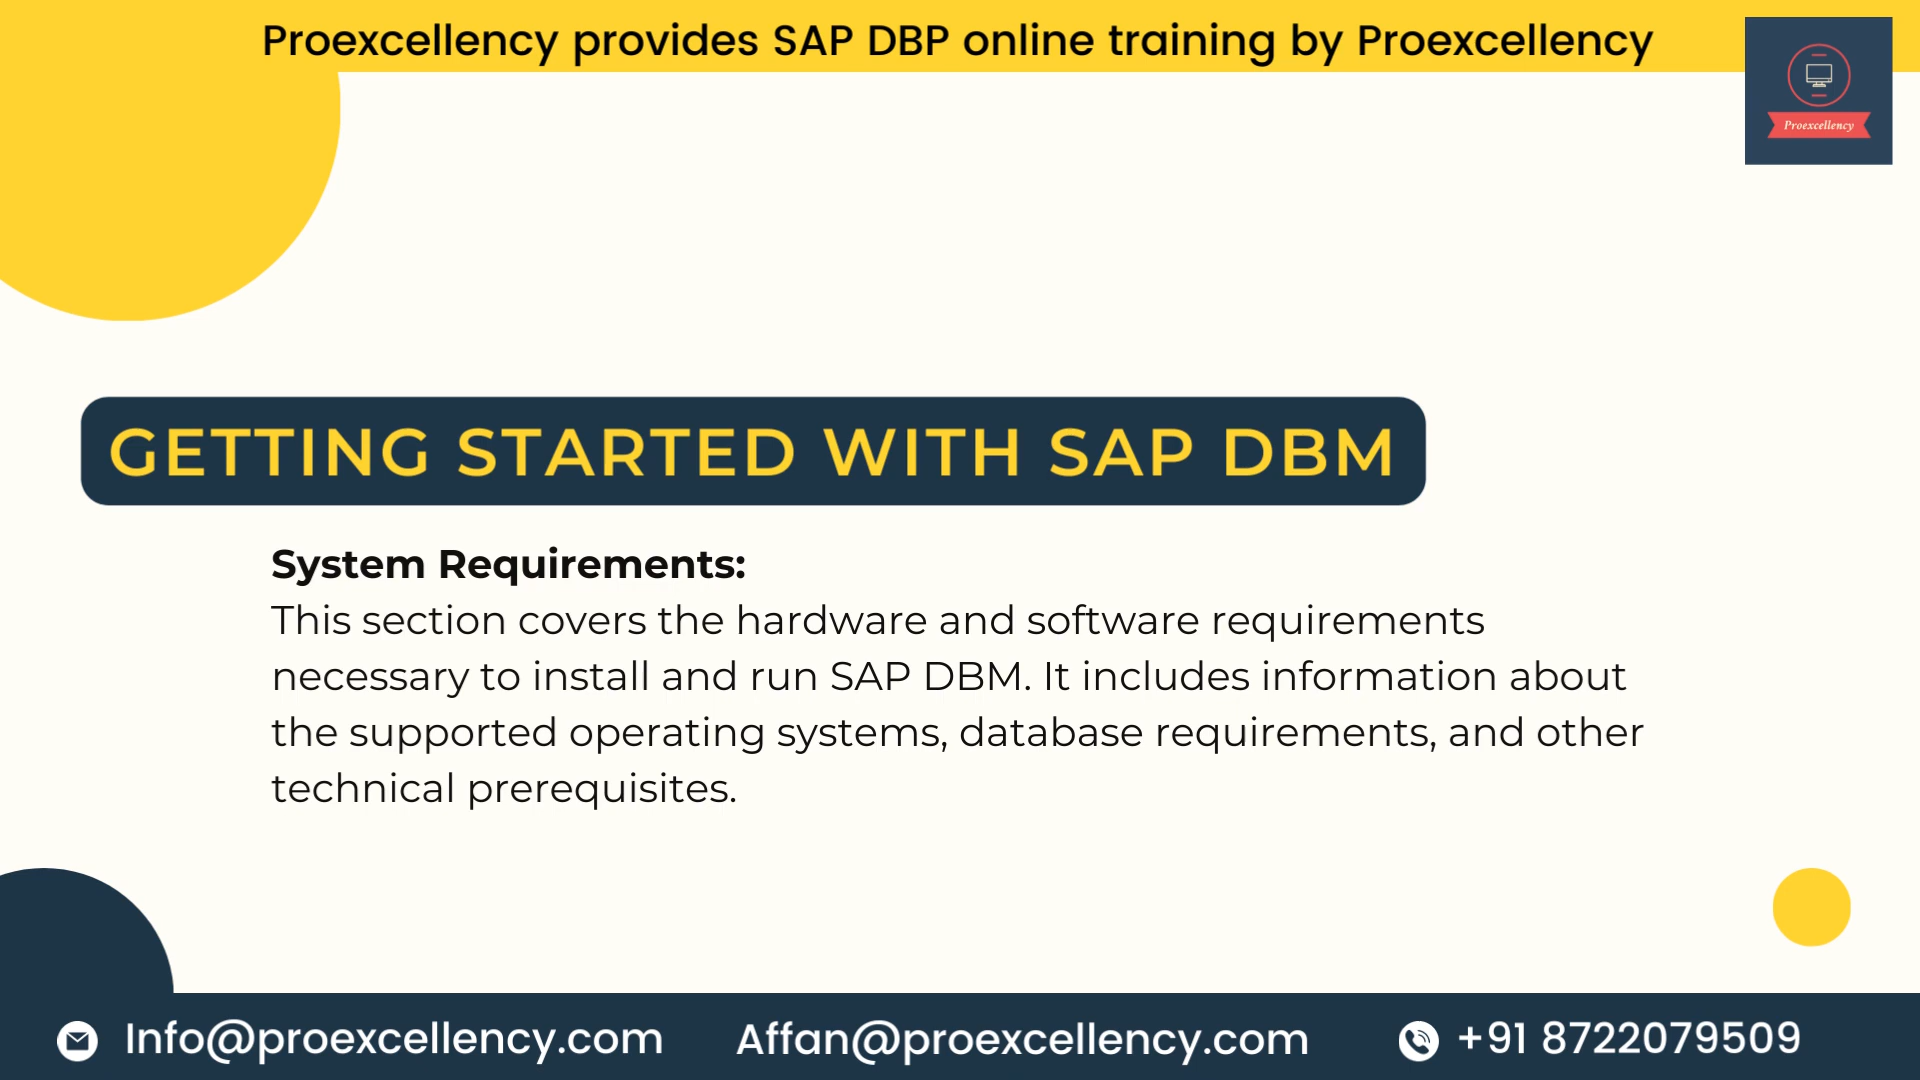 Proexcellency provides SAP DBP online training by Proexcellency
Proexcellency
GETTING STARTED WITH SAP DBM
System Requirements:
This section covers the hardware and software requirements
necessary to install and run SAP DBM. It includes information about
the supported operating systems, database requirements, and other
technical prerequisites.
Info@proexcellency.com Affan@proexcellency.com +91 8722079509